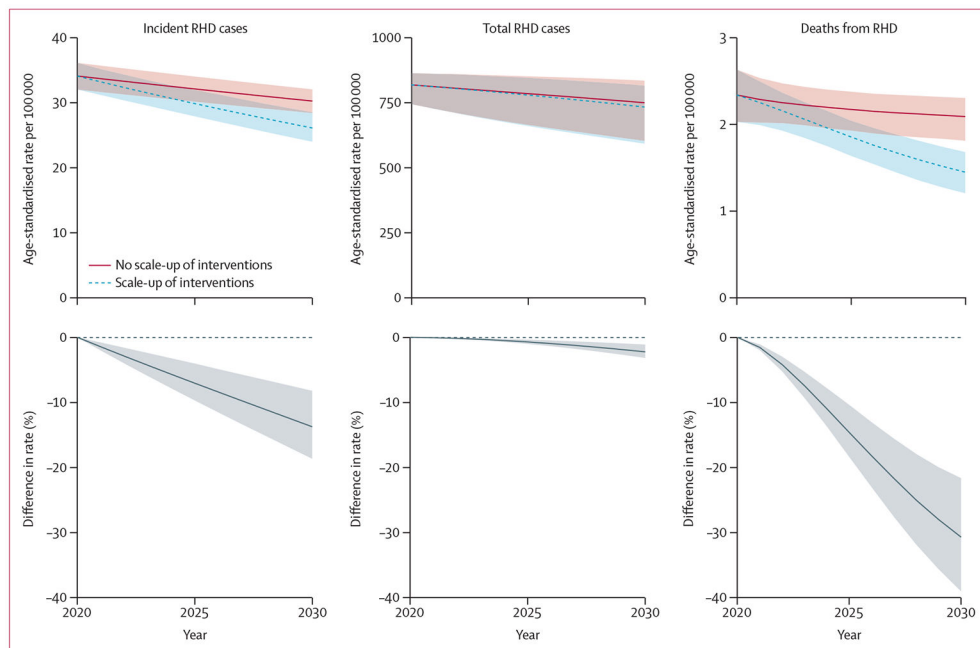 Incident RHD cases
Total RHD cases
Deaths from RHD
Age-standardised rate per 100 000
40
30
20
10
0
No scale-up of interventions
Scale-up of interventions
Age-standardised rate per 100 000
1000
750
500
250
0
Age-standardised rate per 100 000
3
2
1
0
Difference in rate (%)
0
–10
–20
–30
–40
2020
2025
2030
Year
Difference in rate (%)
0
–10
–20
–30
–40
2020
2025
2030
Year
Difference in rate (%)
0
–10
–20
–30
–40
2020
2025
2030
Year